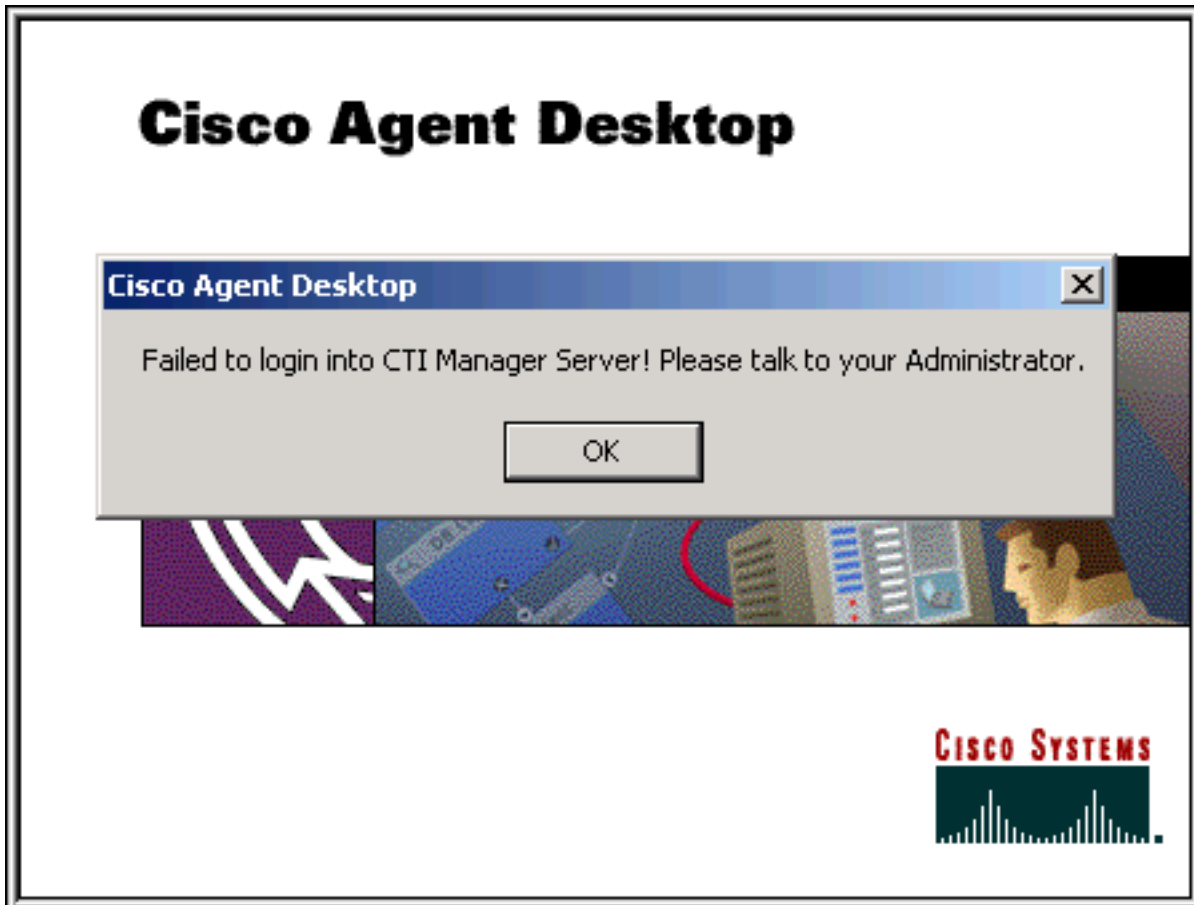 Cisco Agent Desktop
Cisco Agent Desktop
Failed to login into CTI Manager Server! Please talk to your Administrator.
OK
CISCO SYSTEMS